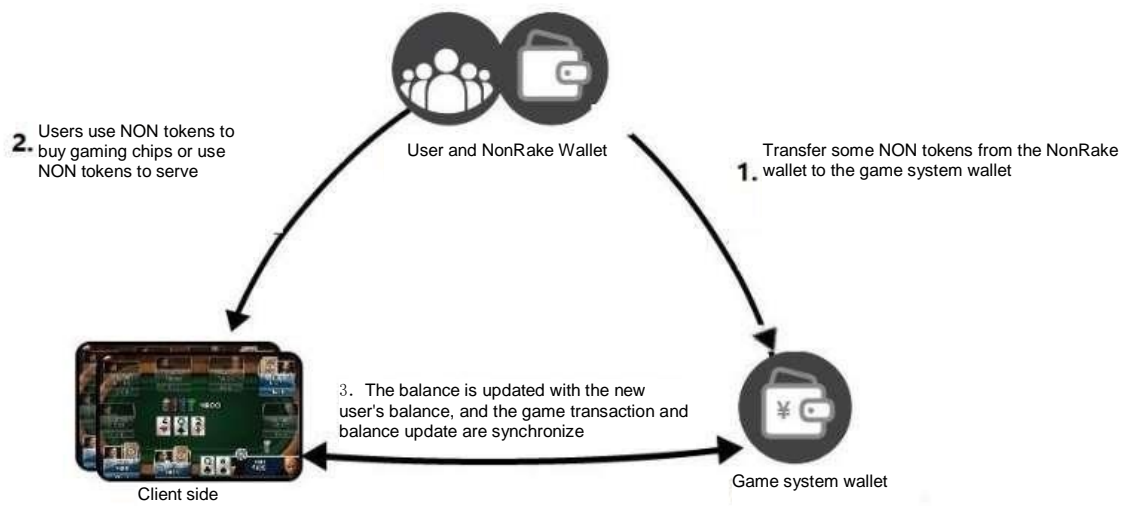 User and NonRake Wallet
2. Users use NON tokens to
buy gaming chips or use
NON tokens to serve
1. Transfer some NON tokens from the NonRake
wallet to the game system wallet
3. The balance is updated with the new
user's balance, and the game transaction and
balance update are synchronize
¥
Client side
Game system wallet